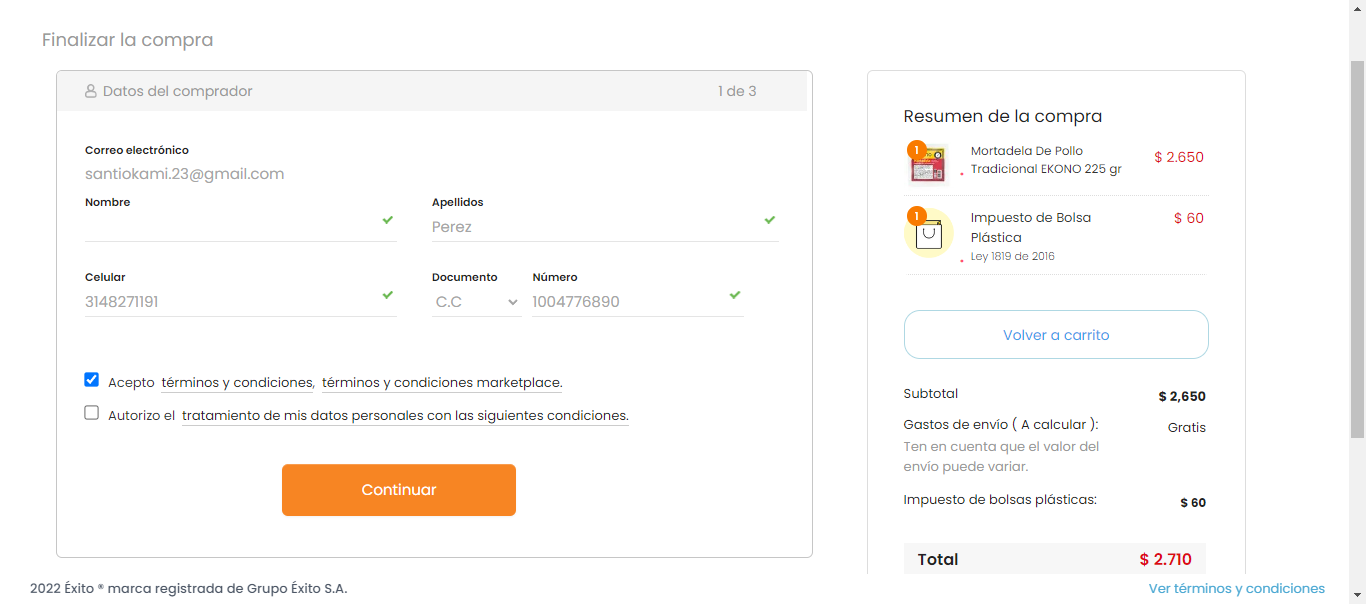 Finalizar la compra
Datos del comprador
1 de 3
Correo electrónico
santiokami.23@gmail.com
Nombre
Apellidos
Perez
Celular
Documento
Número
3148271191
C.C
1004776890
Acepto términos y condiciones, términos y condiciones marketplace.
Autorizo el tratamiento de mis datos personales con las siguientes condiciones.
Continuar
Resumen de la compra
1
Mortadela De Pollo
Tradicional EKONO 225 gr
$ 2.650
1
Impuesto de Bolsa
Plástica
Ley 1819 de 2016
$ 60
Volver a carrito
Subtotal
$ 2,650
Gastos de envío ( A calcular ):
Gratis
Ten en cuenta que el valor del
envío puede variar.
Impuesto de bolsas plásticas:
$ 60
Total
$ 2.710
2022 Éxito ® marca registrada de Grupo Éxito S.A.
Ver términos y condiciones